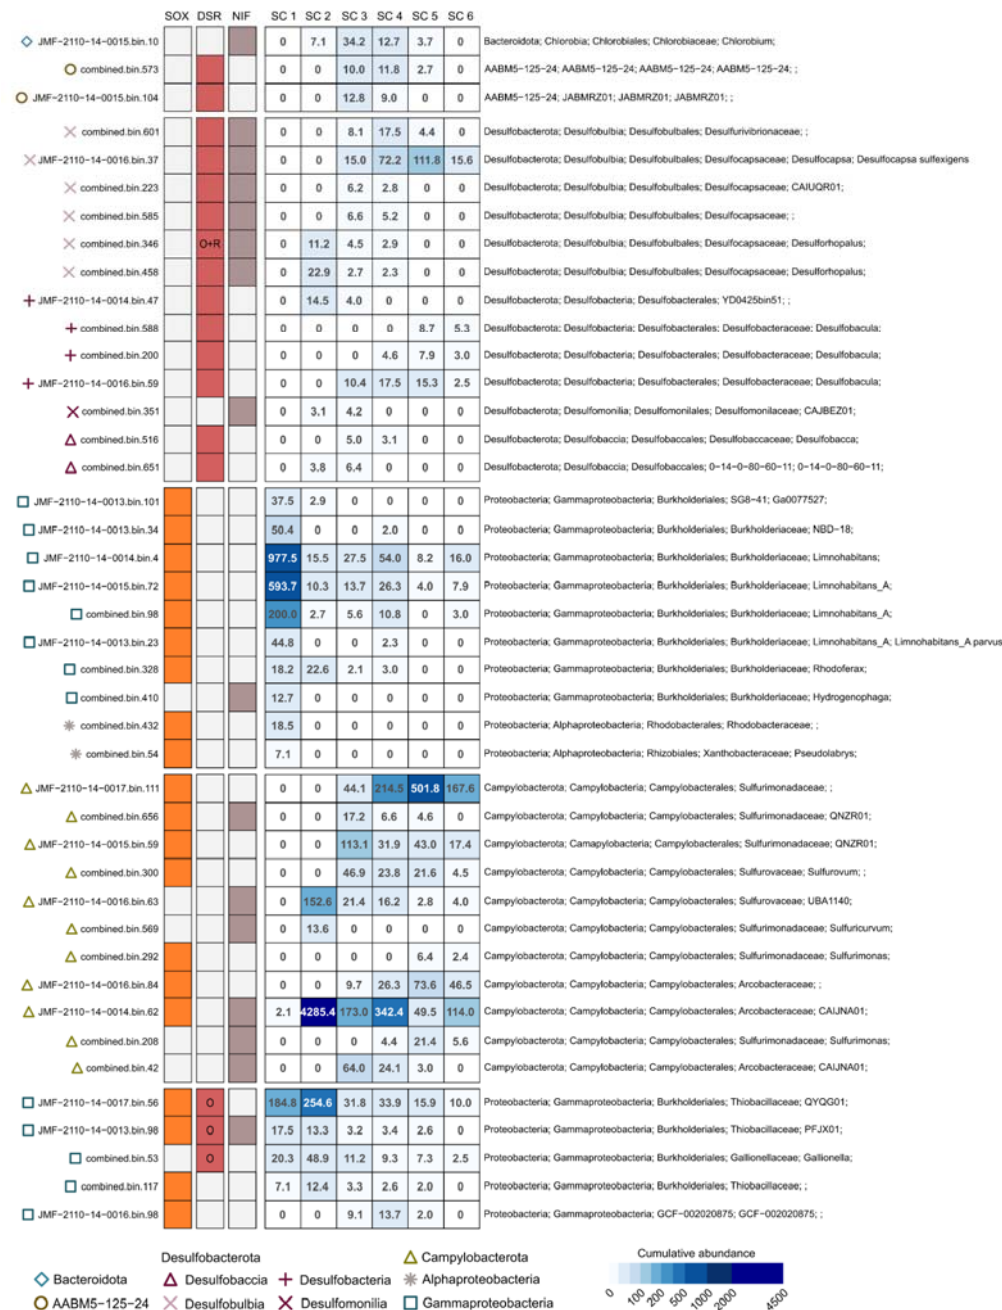 SOX DSR NIF SC 1 SC 2 SC 3 SC 4 SC 5 SC 6
JMF-2110-14-0015.bin.10 0 7.1 34.2 12.7 3.7 0 Bacteroidota; Chlorobia; Chlorobiales; Chlorobiaceae; Chlorobium;
combined.bin.573 0 0 10.0 11.8 2.7 0 AABM5-125-24; AABM5-125-24; AABM5-125-24; AABM5-125-24; ;
JMF-2110-14-0015.bin.104 0 0 12.8 9.0 0 0 AABM5-125-24; JABMRZ01; JABMRZ01; JABMRZ01; ;
combined.bin.601 0 0 8.1 17.5 4.4 0 Desulfobacterota; Desulfobulbia; Desulfobulbales; Desulfurivibrionaceae; ;
JMF-2110-14-0016.bin.37 0 0 15.0 72.2 111.8 15.6 Desulfobacterota; Desulfobulbia; Desulfobulbales; Desulfocapsaceae; Desulfocapsa; Desulfocapsa sulfexigens
combined.bin.223 0 0 6.2 2.8 0 0 Desulfobacterota; Desulfobulbia; Desulfobulbales; Desulfocapsaceae; CAIUQR01;
combined.bin.585 0 0 6.6 5.2 0 0 Desulfobacterota; Desulfobulbia; Desulfobulbales; Desulfocapsaceae; ;
combined.bin.346 O+R 0 11.2 4.5 2.9 0 0 Desulfobacterota; Desulfobulbia; Desulfobulbales; Desulfocapsaceae; Desulforhopalus;
combined.bin.458 0 22.9 2.7 2.3 0 0 Desulfobacterota; Desulfobulbia; Desulfobulbales; Desulfocapsaceae; Desulforhopalus;
JMF-2110-14-0014.bin.47 0 14.5 4.0 0 0 0 Desulfobacterota; Desulfobacteria; Desulfobacterales; YD0425bin51; ;
combined.bin.588 0 0 0 0 8.7 5.3 Desulfobacterota; Desulfobacteria; Desulfobacterales; Desulfobacteraceae; Desulfobacula;
combined.bin.200 0 0 0 4.6 7.9 3.0 Desulfobacterota; Desulfobacteria; Desulfobacterales; Desulfobacteraceae; Desulfobacula;
JMF-2110-14-0016.bin.59 0 0 10.4 17.5 15.3 2.5 Desulfobacterota; Desulfobacteria; Desulfobacterales; Desulfobacteraceae; Desulfobacula;
combined.bin.351 0 3.1 4.2 0 0 0 Desulfobacterota; Desulfomonilia; Desulfomonilales; Desulfomonilaceae; CAJBEZ01;
combined.bin.516 0 0 5.0 3.1 0 0 Desulfobacterota; Desulfobaccia; Desulfobaccales; Desulfobaccaceae; Desulfobacca;
combined.bin.651 0 3.8 6.4 0 0 0 Desulfobacterota; Desulfobaccia; Desulfobaccales; 0-14-0-80-60-11; 0-14-0-80-60-11;
JMF-2110-14-0013.bin.101 37.5 2.9 0 0 0 0 Proteobacteria; Gammaproteobacteria; Burkholderiales; SG8-41; Ga0077527;
JMF-2110-14-0013.bin.34 50.4 0 0 2.0 0 0 Proteobacteria; Gammaproteobacteria; Burkholderiales; Burkholderiaceae; NBD-18;
JMF-2110-14-0014.bin.4 977.5 15.5 27.5 54.0 8.2 16.0 Proteobacteria; Gammaproteobacteria; Burkholderiales; Burkholderiaceae; Limnohabitans;
JMF-2110-14-0015.bin.72 593.7 10.3 13.7 26.3 4.0 7.9 Proteobacteria; Gammaproteobacteria; Burkholderiales; Burkholderiaceae; Limnohabitans_A;
combined.bin.98 200.0 2.7 5.6 10.8 0 3.0 Proteobacteria; Gammaproteobacteria; Burkholderiales; Burkholderiaceae; Limnohabitans_A;
JMF-2110-14-0013.bin.23 44.8 0 0 2.3 0 0 Proteobacteria; Gammaproteobacteria; Burkholderiales; Burkholderiaceae; Limnohabitans_A; Limnohabitans_A parvus
combined.bin.328 18.2 22.6 2.1 3.0 0 0 Proteobacteria; Gammaproteobacteria; Burkholderiales; Burkholderiaceae; Rhodoferax;
combined.bin.410 12.7 0 0 0 0 0 Proteobacteria; Gammaproteobacteria; Burkholderiales; Burkholderiaceae; Hydrogenophaga;
combined.bin.432 18.5 0 0 0 0 0 Proteobacteria; Alphaproteobacteria; Rhodobacterales; Rhodobacteraceae; ;
combined.bin.54 7.1 0 0 0 0 0 Proteobacteria; Alphaproteobacteria; Rhizobiales; Xanthobacteraceae; Pseudolabrys;
JMF-2110-14-0017.bin.111 0 0 44.1 214.5 501.8 167.6 Campylobacterota; Campylobacteria; Campylobacterales; Sulfurimonadaceae; ;
combined.bin.656 0 0 17.2 6.6 4.6 0 Campylobacterota; Campylobacteria; Campylobacterales; Sulfurimonadaceae; QNZR01;
JMF-2110-14-0015.bin.59 0 0 113.1 31.9 43.0 17.4 Campylobacterota; Camapylobacteria; Campylobacterales; Sulfurimonadaceae; QNZR01;
combined.bin.300 0 0 46.9 23.8 21.6 4.5 Campylobacterota; Campylobacteria; Campylobacterales; Sulfurovaceae; Sulfurovum; ;
JMF-2110-14-0016.bin.63 0 152.6 21.4 16.2 2.8 4.0 Campylobacterota; Campylobacteria; Campylobacterales; Sulfurovaceae; UBA1140;
combined.bin.569 0 13.6 0 0 0 0 Campylobacterota; Campylobacteria; Campylobacterales; Sulfurimonadaceae; Sulfuricurvum;
combined.bin.292 0 0 0 0 6.4 2.4 Campylobacterota; Campylobacteria; Campylobacterales; Sulfurimonadaceae; Sulfurimonas;
JMF-2110-14-0016.bin.84 0 0 9.7 26.3 73.6 46.5 Campylobacterota; Campylobacteria; Campylobacterales; Arcobacteraceae; ;
JMF-2110-14-0014.bin.62 2.1 4285.4 173.0 342.4 49.5 114.0 Campylobacterota; Campylobacteria; Campylobacterales; Arcobacteraceae; CAIJNA01;
combined.bin.208 0 0 0 4.4 21.4 5.6 Campylobacterota; Campylobacteria; Campylobacterales; Sulfurimonadaceae; Sulfurimonas;
combined.bin.42 0 0 64.0 24.1 3.0 0 Campylobacterota; Campylobacteria; Campylobacterales; Arcobacteraceae; CAIJNA01;
JMF-2110-14-0017.bin.56 O 184.8 254.6 31.8 33.9 15.9 10.0 Proteobacteria; Gammaproteobacteria; Burkholderiales; Thiobacillaceae; QYQG01;
JMF-2110-14-0013.bin.98 O 17.5 13.3 3.2 3.4 2.6 0 Proteobacteria; Gammaproteobacteria; Burkholderiales; Thiobacillaceae; PFJX01;
combined.bin.53 O 20.3 48.9 11.2 9.3 7.3 2.5 Proteobacteria; Gammaproteobacteria; Burkholderiales; Gallionellaceae; Gallionella;
combined.bin.117 7.1 12.4 3.3 2.6 2.0 0 Proteobacteria; Gammaproteobacteria; Burkholderiales; Thiobacillaceae; ;
JMF-2110-14-0016.bin.98 0 0 9.1 13.7 2.0 0 Proteobacteria; Gammaproteobacteria; GCF-002020875; GCF-002020875; ;
Desulfobacterota Campylobacterota Cumulative abundance
Bacteroidota Desulfobaccia Desulfobacteria Alphaproteobacteria
AABM5-125-24 Desulfobulbia Desulfomonilia Gammaproteobacteria
0 100 200 500 1000 2000 4500